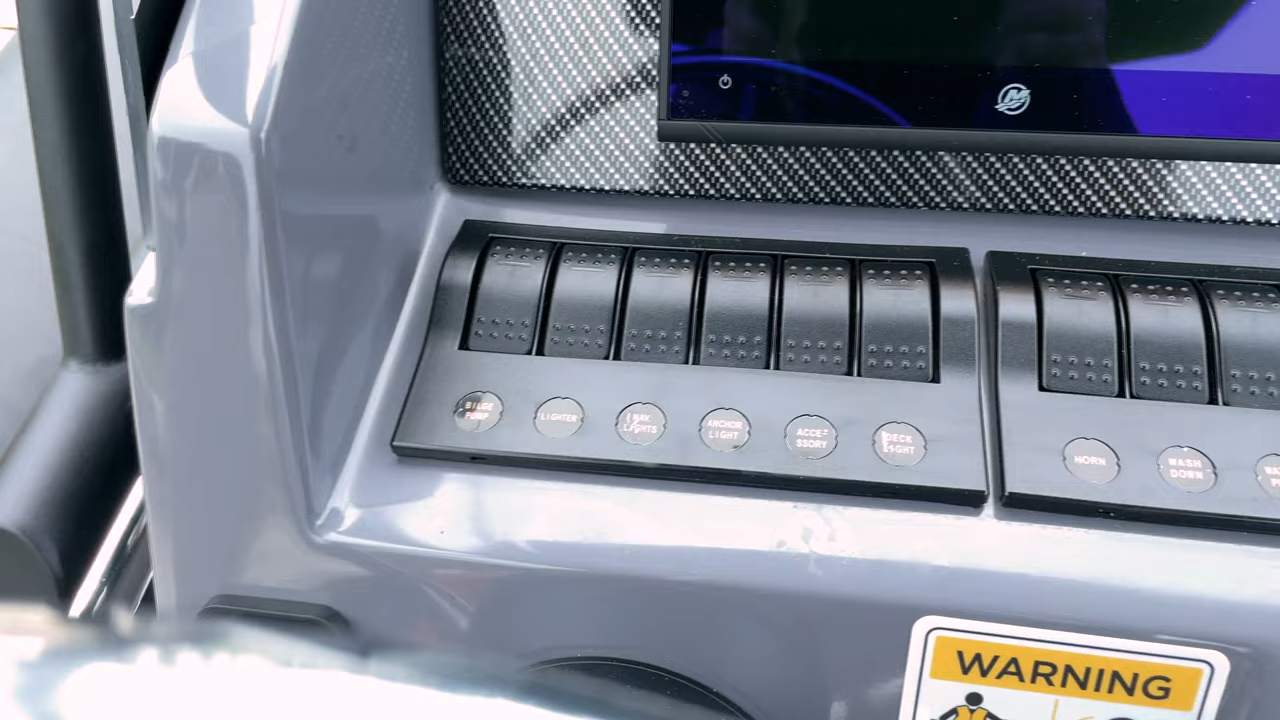 BILGE
PUMP
LIGHTER
NAV
LIGHTS
ANCHOR
LIGHT
ACCE-
SSORY
DECK
LIGHT
HORN
WASH
DOWN
WARNING